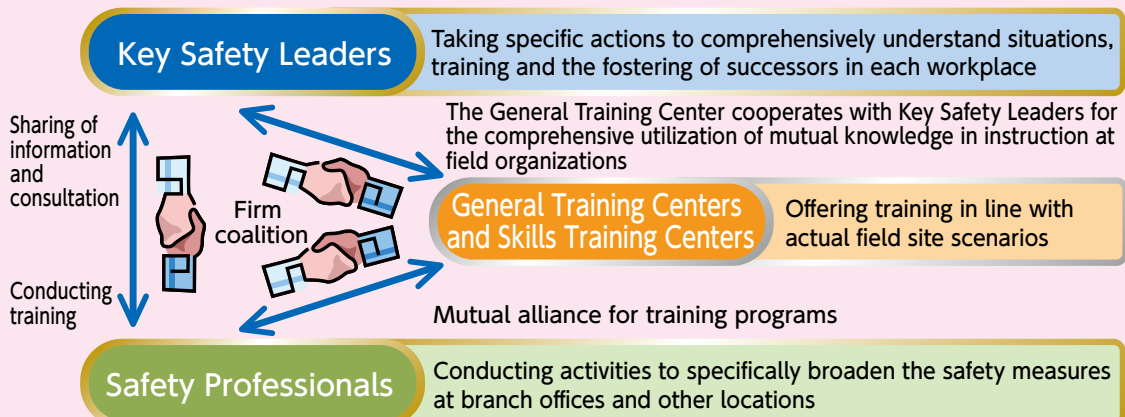 Key Safety Leaders
Taking specific actions to comprehensively understand situations,
training and the fostering of successors in each workplace
Sharing of
information
and
consultation
The General Training Center cooperates with Key Safety Leaders for
the comprehensive utilization of mutual knowledge in instruction at
field organizations
Firm
coalition
General Training Centers
and Skills Training Centers
Offering training in line with
actual field site scenarios
Conducting
training
Mutual alliance for training programs
Safety Professionals
Conducting activities to specifically broaden the safety measures
at branch offices and other locations